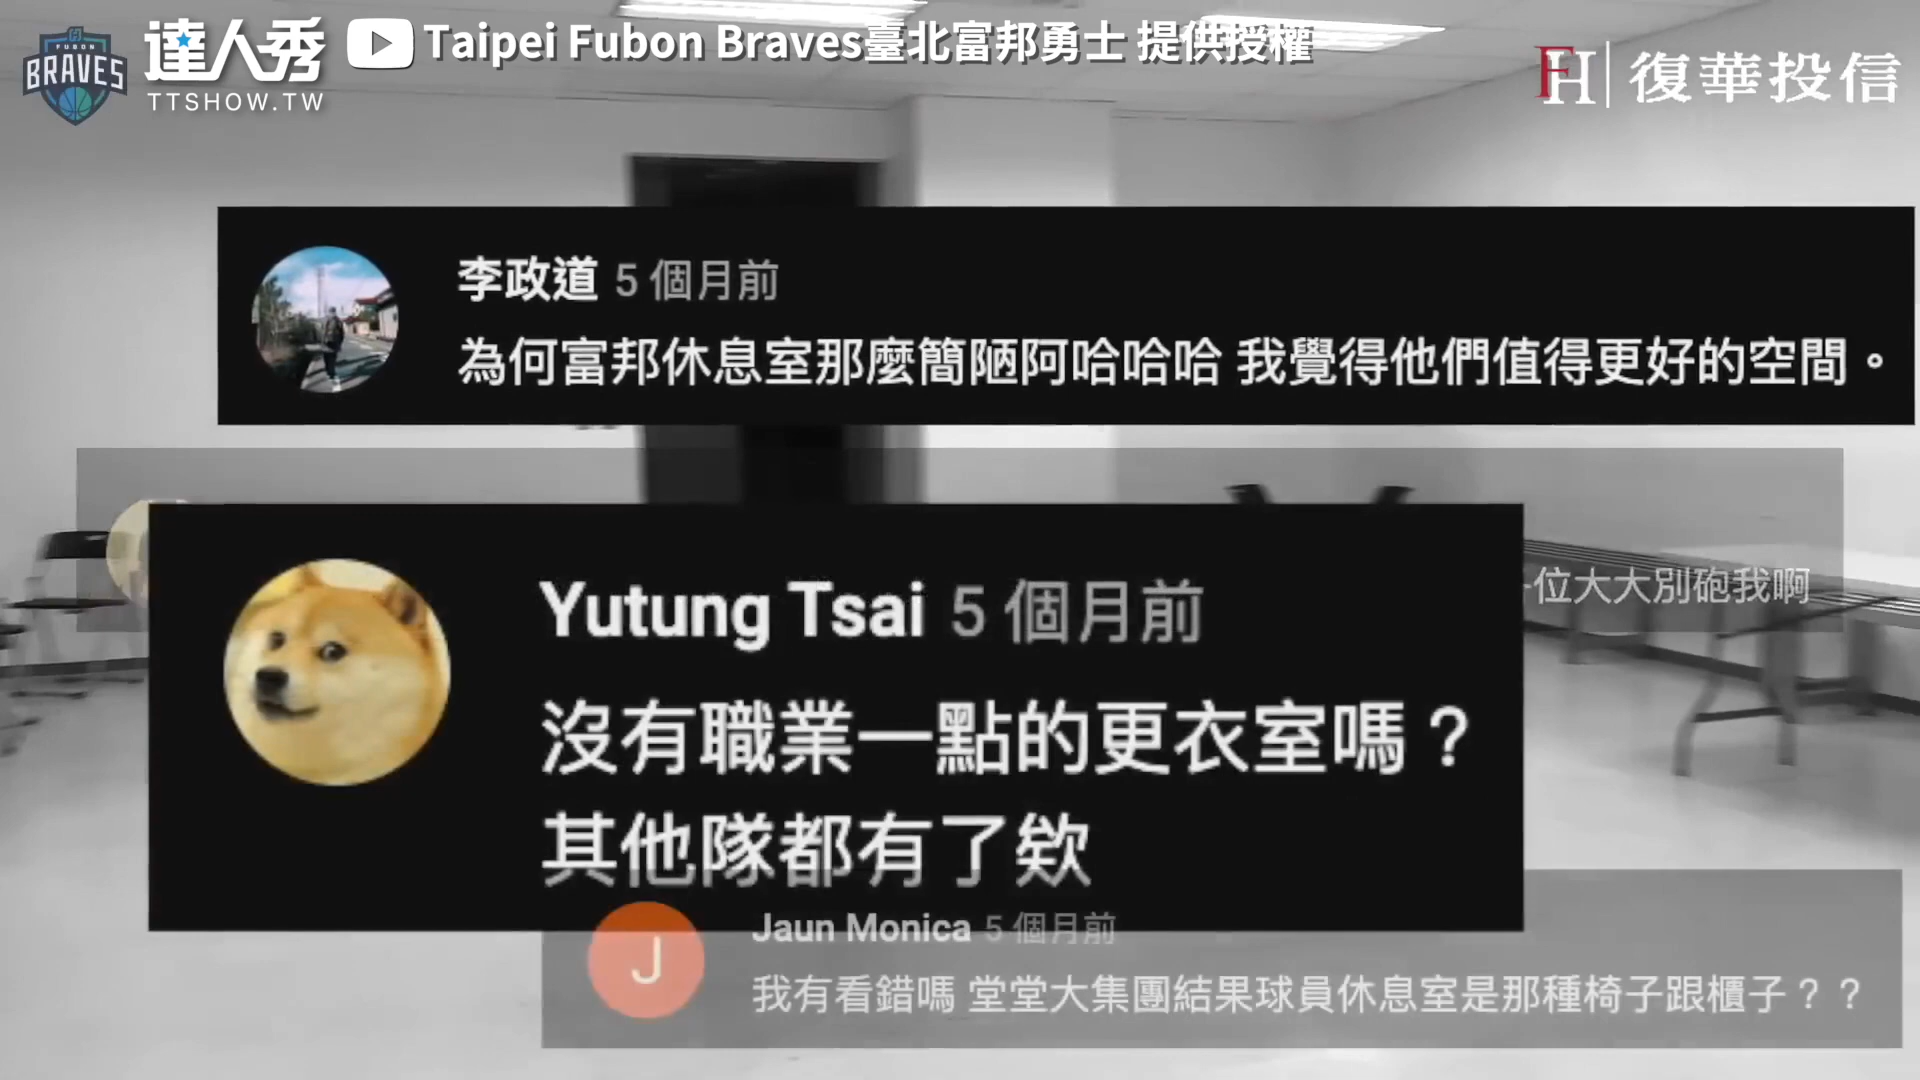 FUBON
BRAVES
達人秀
TTSHOW.TW
Taipei Fubon Braves臺北富邦勇士 提供授權
FH 復華投信
李政道 5 個月前
為何富邦休息室那麼簡陋阿哈哈哈 我覺得他們值得更好的空間。
位大大別砲我啊
Yutung Tsai 5 個月前
沒有職業一點的更衣室嗎？
其他隊都有了欸
J
Jaun Monica 5 個月前
我有看錯嗎 堂堂大集團結果球員休息室是那種椅子跟櫃子？？